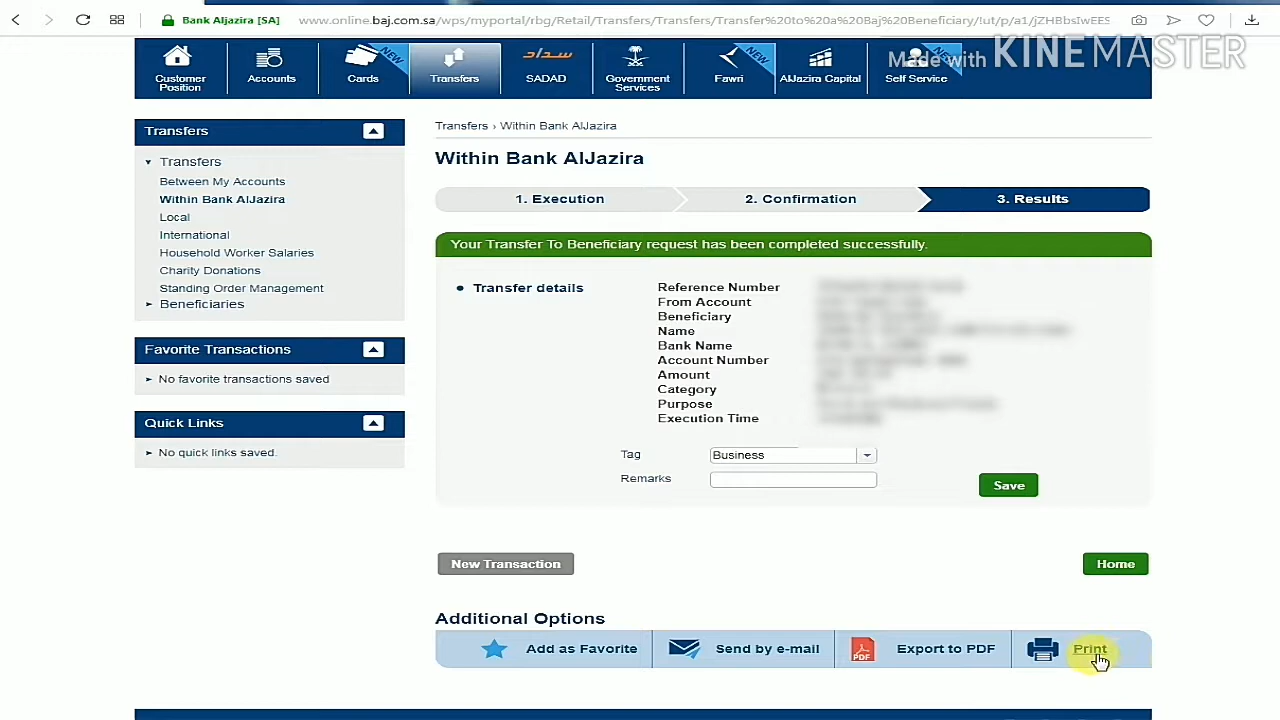 Bank Aljazira [SA]
www.online.baj.com.sa/wps/myportal/rbg/Retail/Transfers/Transfers/Transfer%20to%20a%20Baj%20Beneficiary/!ut/p/a1/jZHBbsIwEES
Made with KINEMASTER
Customer Position
Accounts
Cards
NEW
Transfers
سداد
SADAD
Government Services
Fawri
NEW
AlJazira Capital
Self Service
NEW
Transfers
Transfers
Between My Accounts
Within Bank AlJazira
Local
International
Household Worker Salaries
Charity Donations
Standing Order Management
Beneficiaries
Favorite Transactions
No favorite transactions saved
Quick Links
No quick links saved.
Transfers › Within Bank AlJazira
Within Bank AlJazira
1. Execution
2. Confirmation
3. Results
Your Transfer To Beneficiary request has been completed successfully.
Transfer details
Reference Number
From Account
Beneficiary
Name
Bank Name
Account Number
Amount
Category
Purpose
Execution Time
Tag
Business
Remarks
Save
New Transaction
Home
Additional Options
Add as Favorite
Send by e-mail
PDF
Export to PDF
Print